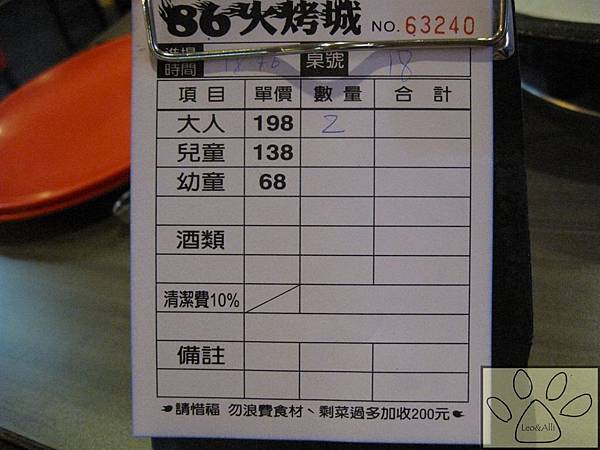 86火烤城 NO. 63240
進場時間 桌號 18
項目 單價 數量 合計
大人 198 2
兒童 138
幼童 68
酒類
清潔費10%
備註
請惜福 勿浪費食材、剩菜過多加收200元
Leo&Alli